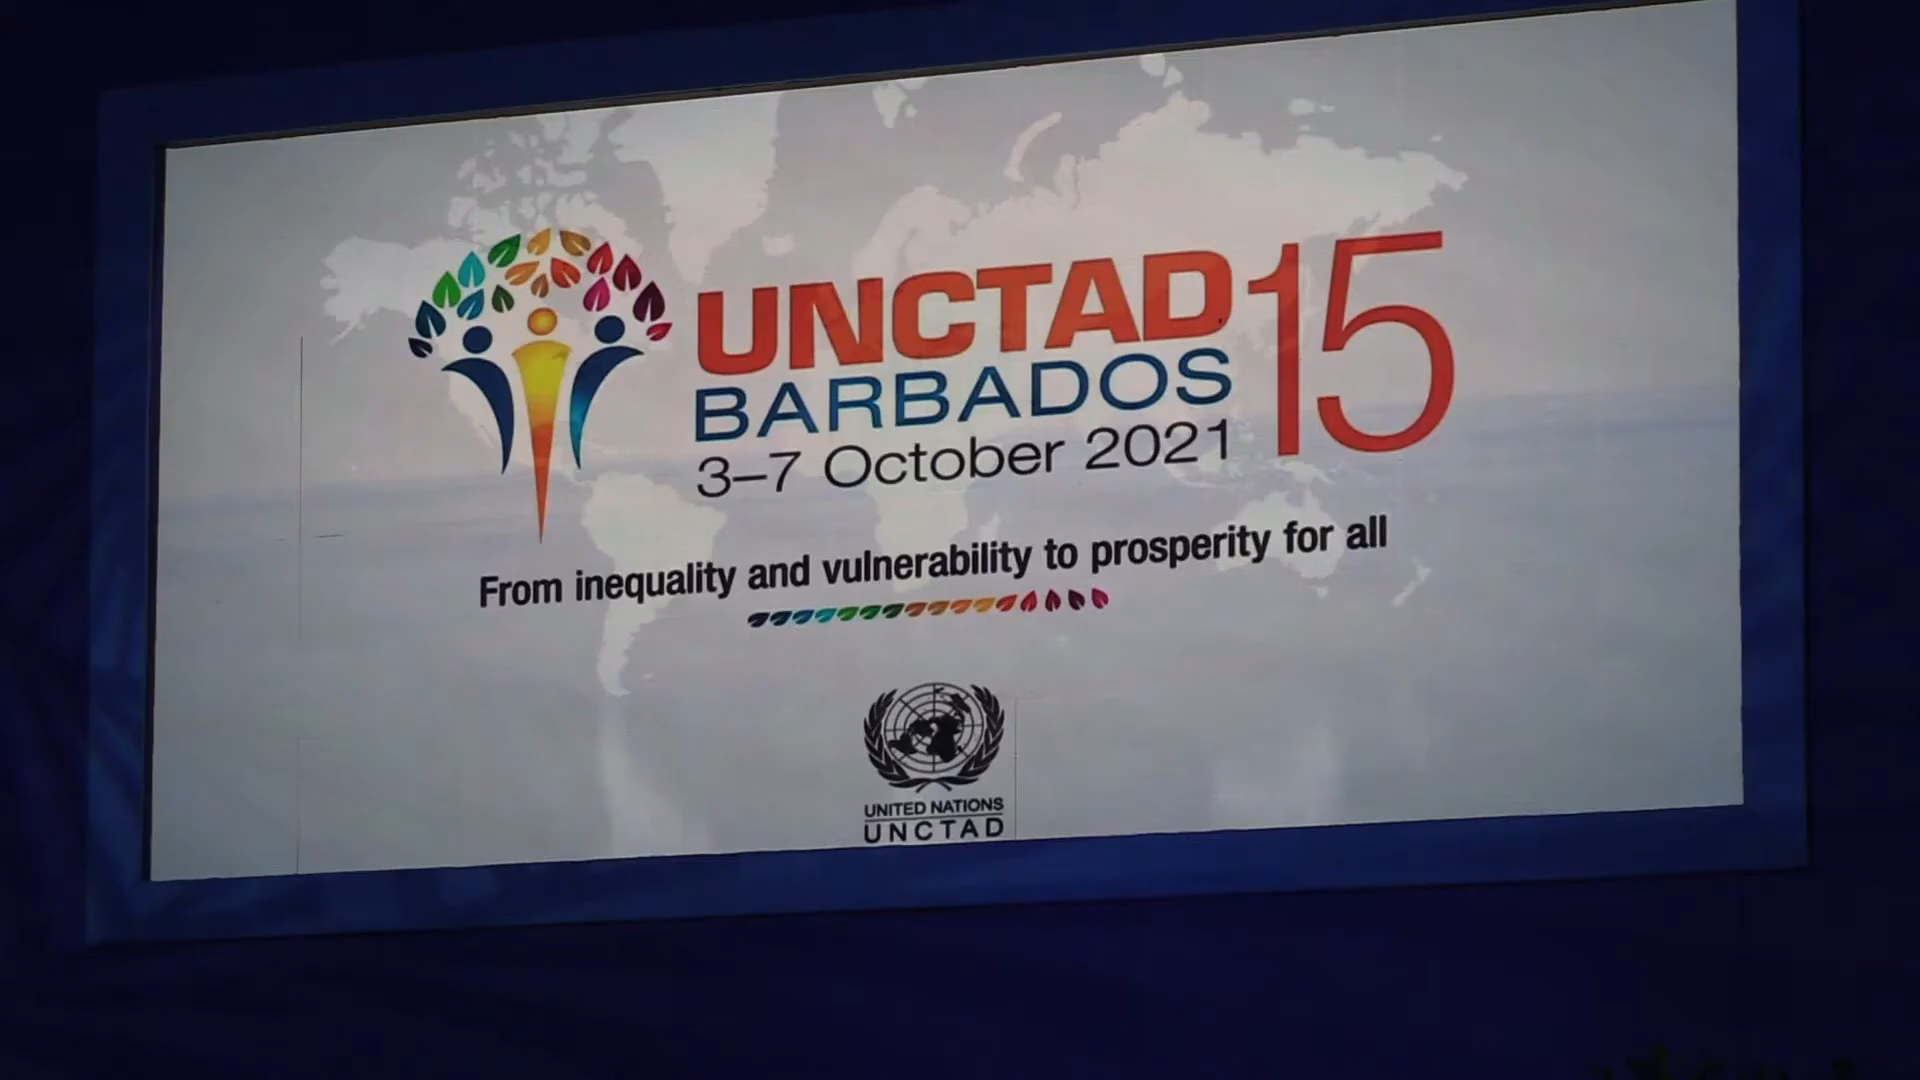 UNCTAD 15
BARBADOS
3–7 October 2021
From inequality and vulnerability to prosperity for all
UNITED NATIONS
UNCTAD